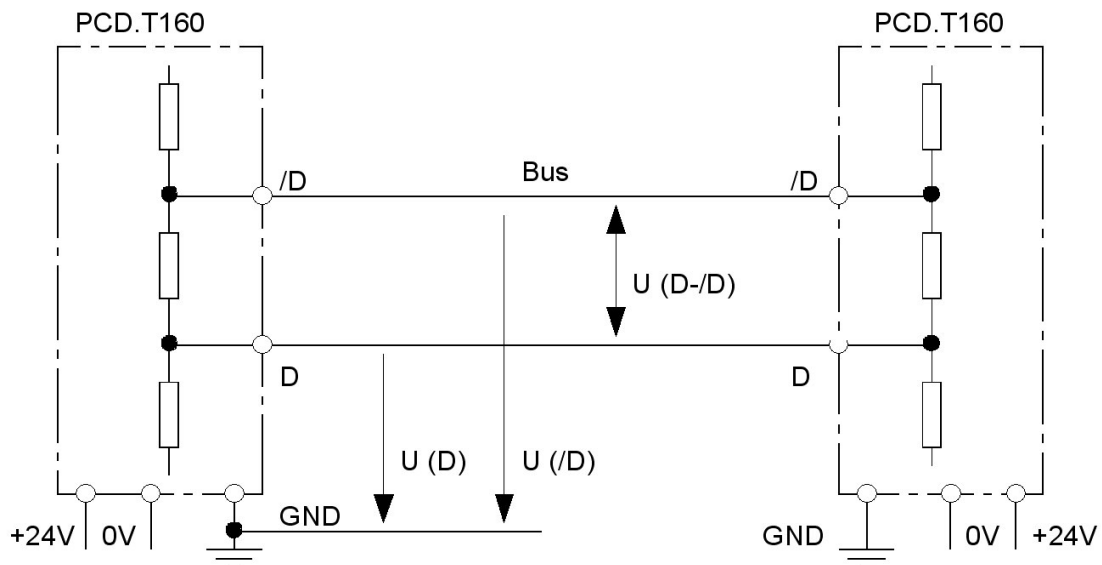 PCD.T160 PCD.T160
/D Bus /D
U (D-/D)
D D
U (D) U (/D)
+24V 0V GND GND 0V +24V